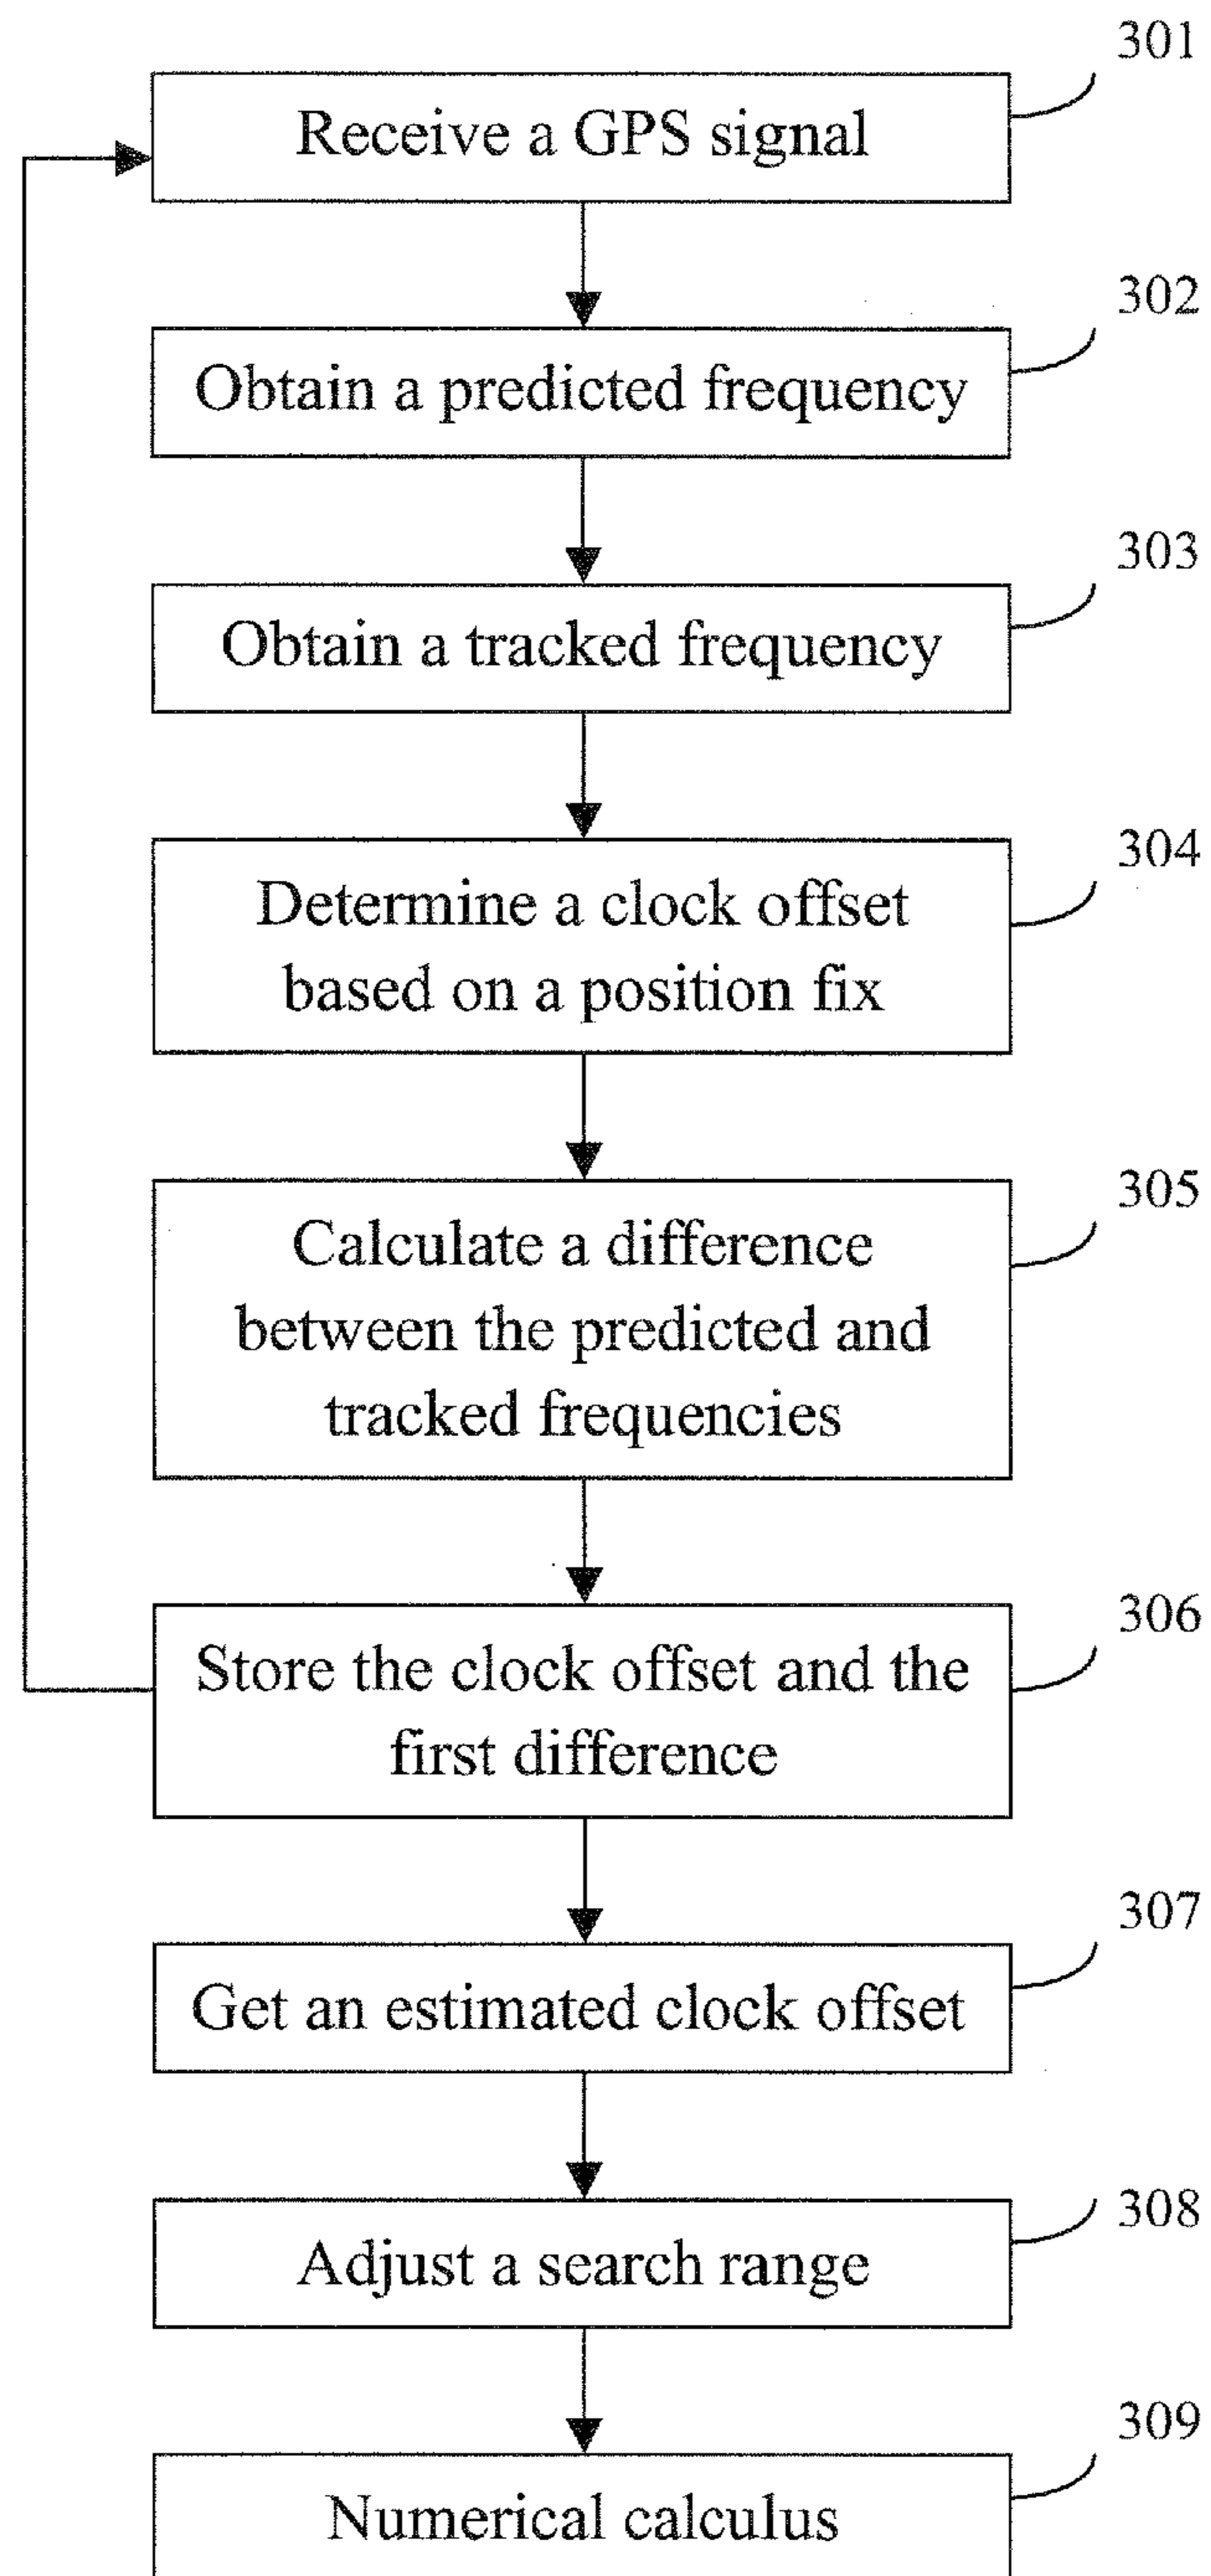 301
Receive a GPS signal
302
Obtain a predicted frequency
303
Obtain a tracked frequency
304
Determine a clock offset
based on a position fix
305
Calculate a difference
between the predicted and
tracked frequencies
306
Store the clock offset and the
first difference
307
Get an estimated clock offset
308
Adjust a search range
309
Numerical calculus